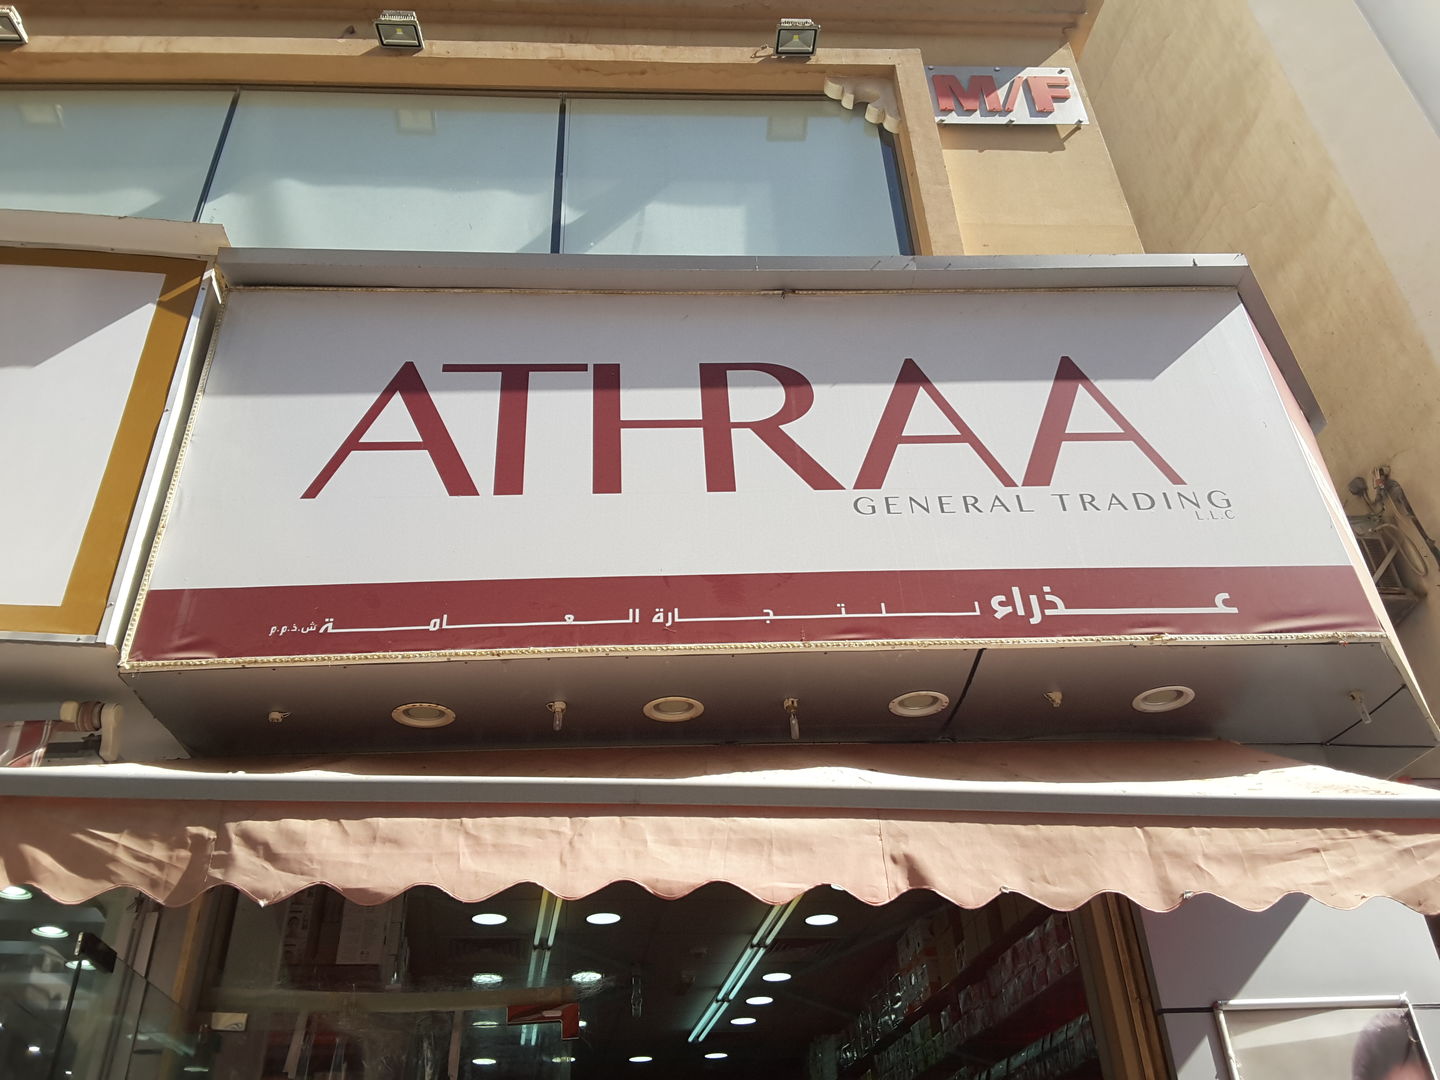 M/F
ATHRAA
GENERAL TRADING
L.L.C
عذراء للتجارة العامة ش.ذ.م.م